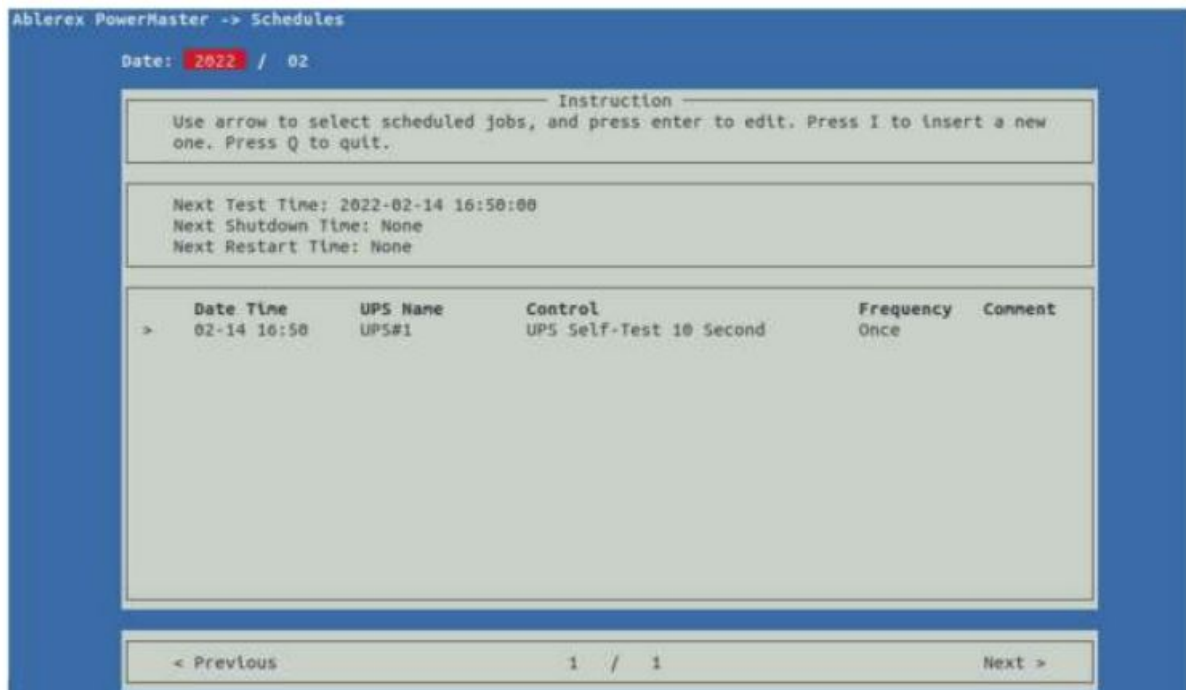 Ablerex PowerMaster -> Schedules
Date: 2022 / 02
Instruction
Use arrow to select scheduled jobs, and press enter to edit. Press I to insert a new
one. Press Q to quit.
Next Test Time: 2022-02-14 16:50:00
Next Shutdown Time: None
Next Restart Time: None
Date Time UPS Name Control Frequency Comment
> 02-14 16:50 UPS#1 UPS Self-Test 10 Second Once
< Previous 1 / 1 Next >